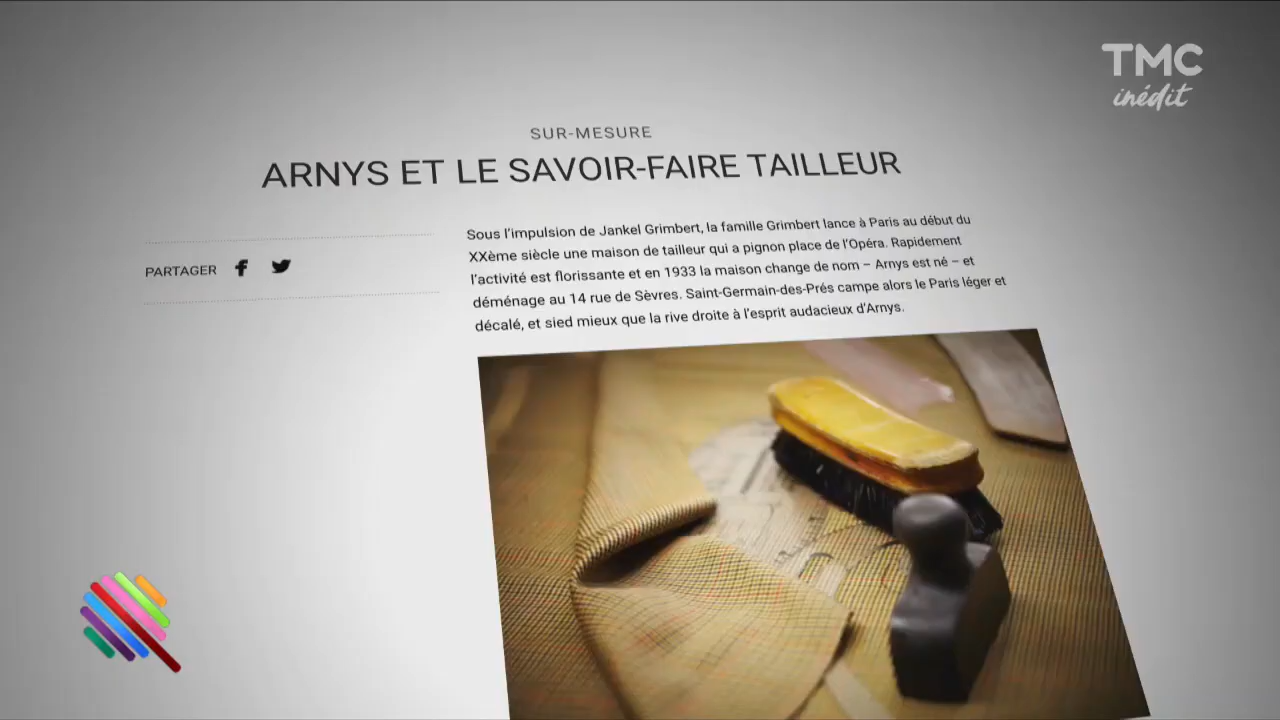 TMC
inédit
SUR-MESURE
ARNYS ET LE SAVOIR-FAIRE TAILLEUR
PARTAGER
Sous l'impulsion de Jankel Grimbert, la famille Grimbert lance à Paris au début du
XXème siècle une maison de tailleur qui a pignon place de l'Opéra. Rapidement
l'activité est florissante et en 1933 la maison change de nom – Arnys est né – et
déménage au 14 rue de Sèvres. Saint-Germain-des-Prés campe alors le Paris léger et
décalé, et sied mieux que la rive droite à l'esprit audacieux d'Arnys.